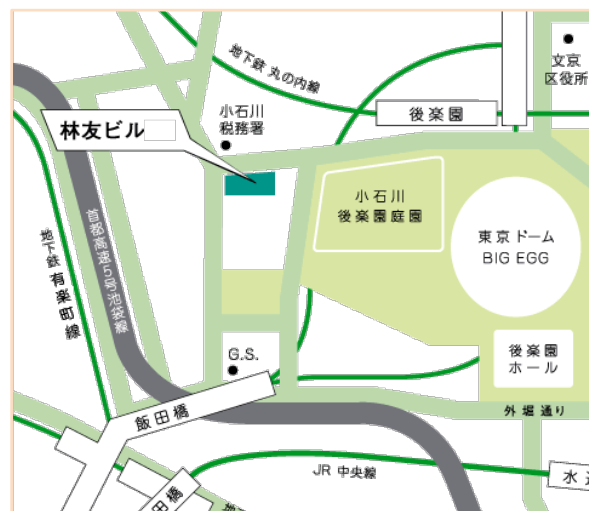 地下鉄 丸の内線
文京
区役所
小石川
税務署
後楽園
林友ビル
小石川
後楽園庭園
東京ドーム
BIG EGG
地下鉄 有楽町線
首都高速5号池袋線
G.S.
後楽園
ホール
飯田橋
外堀通り
JR 中央線
水道
飯田橋